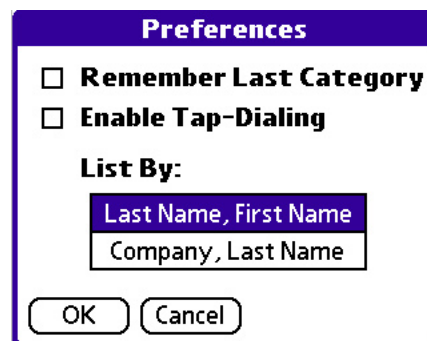 Preferences
Remember Last Category
Enable Tap-Dialing
List By:
Last Name, First Name
Company, Last Name
OK Cancel